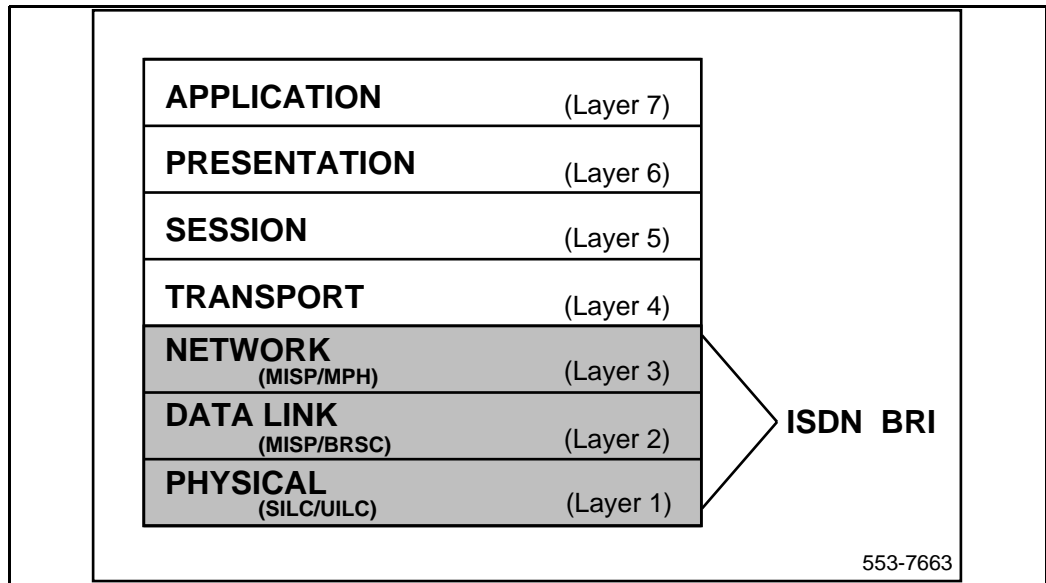 APPLICATION (Layer 7)
PRESENTATION (Layer 6)
SESSION (Layer 5)
TRANSPORT (Layer 4)
NETWORK
(MISP/MPH) (Layer 3)
DATA LINK
(MISP/BRSC) (Layer 2)
PHYSICAL
(SILC/UILC) (Layer 1)
ISDN BRI
553-7663